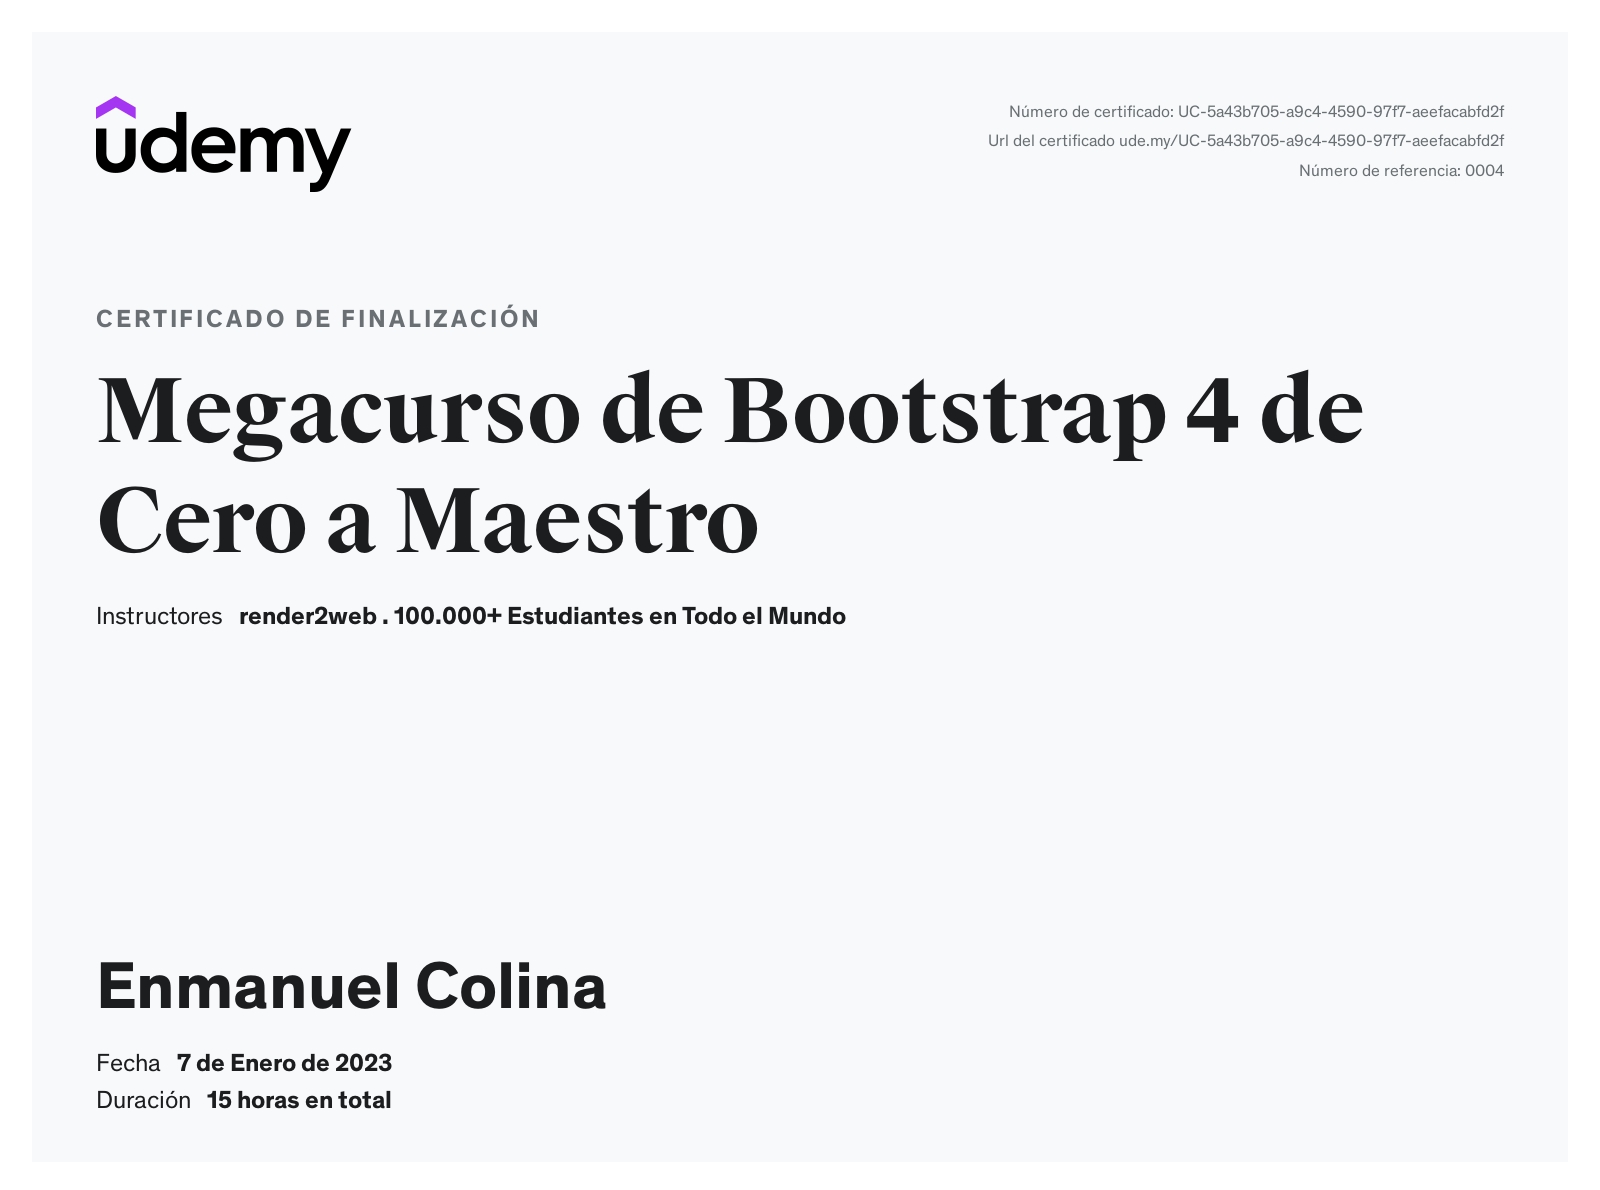 udemy
Número de certificado: UC-5a43b705-a9c4-4590-97f7-aeefacabfd2f
Url del certificado ude.my/UC-5a43b705-a9c4-4590-97f7-aeefacabfd2f
Número de referencia: 0004
CERTIFICADO DE FINALIZACIÓN
Megacurso de Bootstrap 4 de
Cero a Maestro
Instructores render2web . 100.000+ Estudiantes en Todo el Mundo
Enmanuel Colina
Fecha 7 de Enero de 2023
Duración 15 horas en total